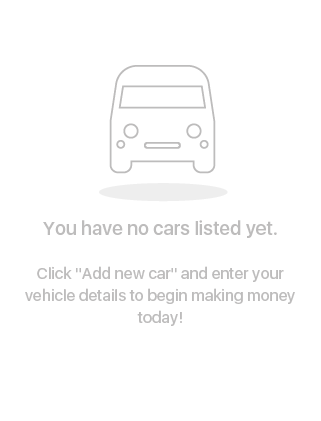 You have no cars listed yet.
Click "Add new car" and enter your
vehicle details to begin making money
today!